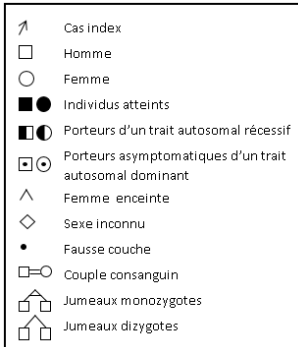 Cas index
Homme
Femme
Individus atteints
Porteurs d'un trait autosomal récessif
Porteurs asymptomatiques d'un trait
autosomal dominant
Femme enceinte
Sexe inconnu
Fausse couche
Couple consanguin
Jumeaux monozygotes
Jumeaux dizygotes